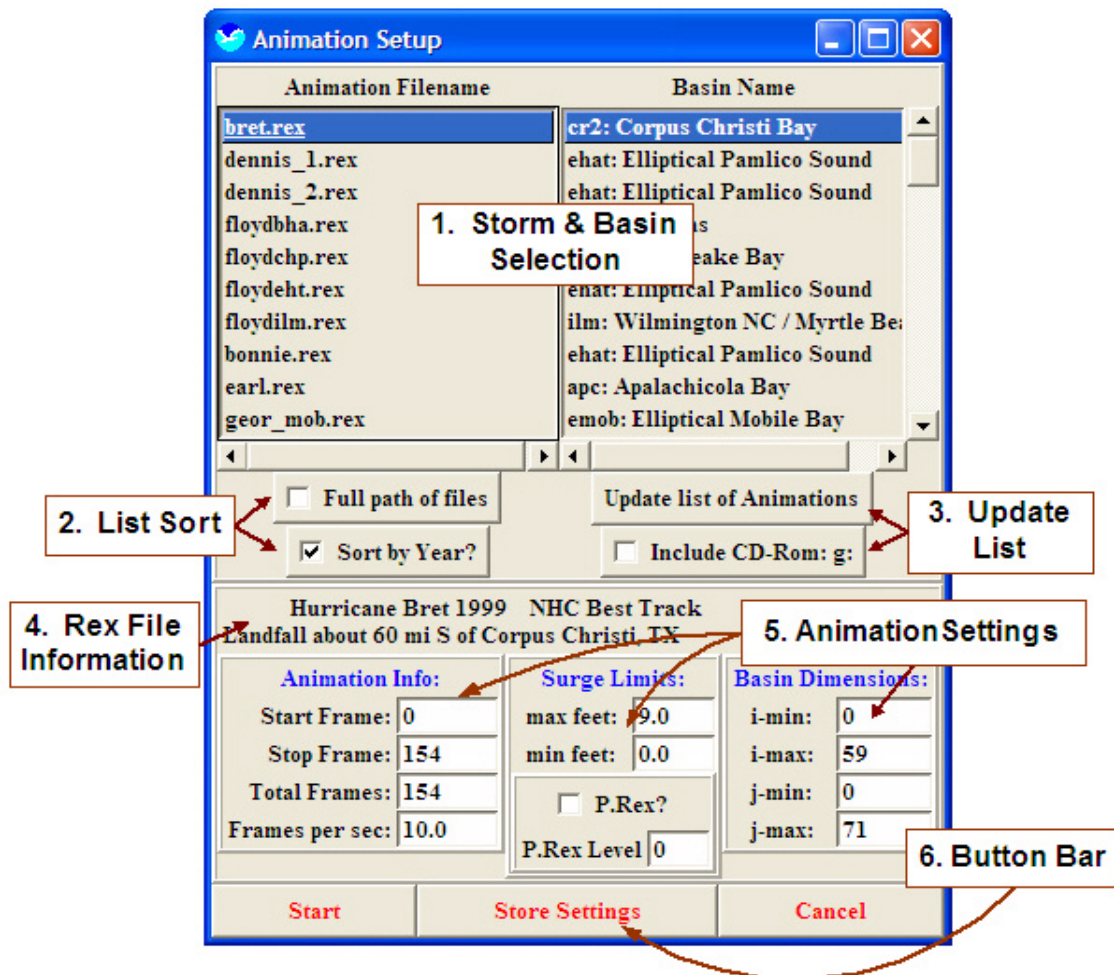 Animation Setup
Animation Filename
Basin Name
bret.rex
cr2: Corpus Christi Bay
dennis_1.rex
ehat: Elliptical Pamlico Sound
dennis_2.rex
ehat: Elliptical Pamlico Sound
floydbha.rex
floydchp.rex
Bay
1. Storm & Basin
Selection
floydeht.rex
ehat: Elliptical Pamlico Sound
floydilm.rex
ilm: Wilmington NC / Myrtle Bea
bonnie.rex
ehat: Elliptical Pamlico Sound
earl.rex
apc: Apalachicola Bay
geor_mob.rex
emob: Elliptical Mobile Bay
2. List Sort
Full path of files
Sort by Year?
Update list of Animations
Include CD-Rom: g:
3. Update
List
4. Rex File
Information
Hurricane Bret 1999 NHC Best Track
Landfall about 60 mi S of Corpus Christi, TX
5. Animation Settings
Animation Info:
Start Frame: 0
Stop Frame: 154
Total Frames: 154
Frames per sec: 10.0
Surge Limits:
max feet: 9.0
min feet: 0.0
P.Rex?
P.Rex Level 0
Basin Dimensions:
i-min: 0
i-max: 59
j-min: 0
j-max: 71
6. Button Bar
Start
Store Settings
Cancel